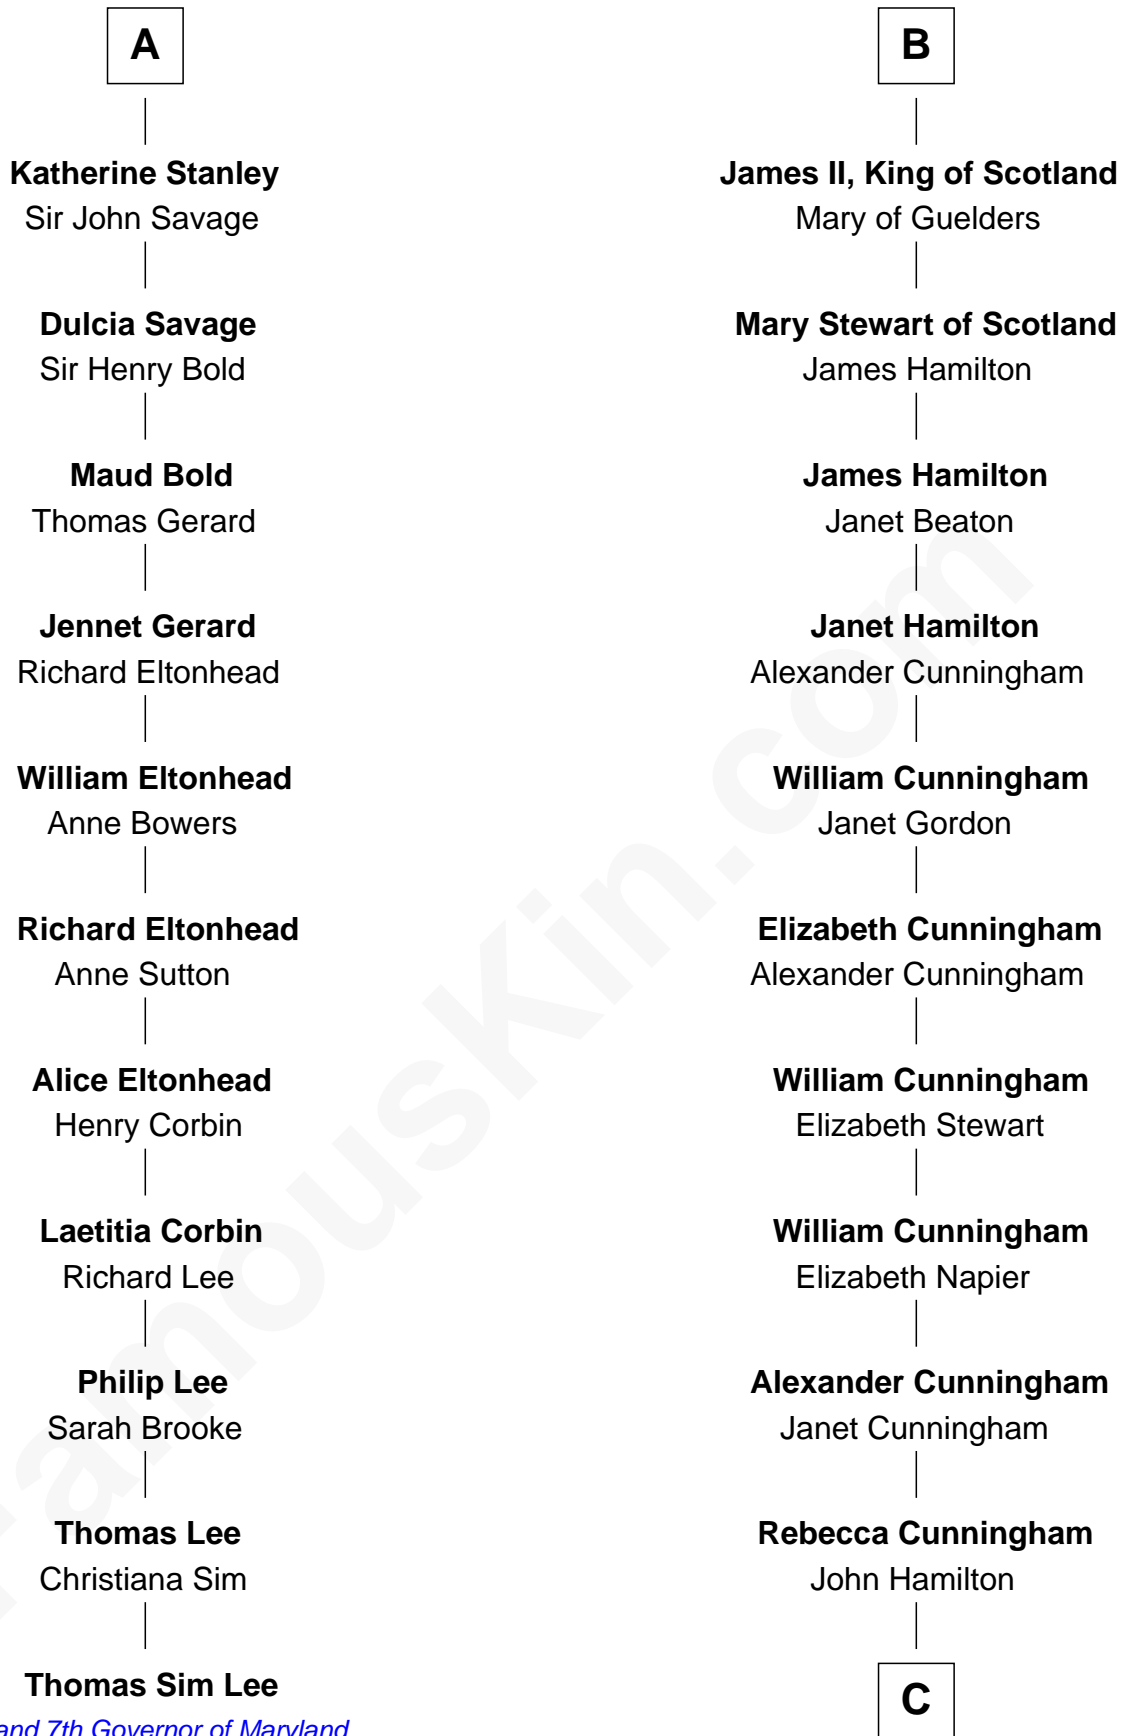 A
Katherine Stanley
Sir John Savage
Dulcia Savage
Sir Henry Bold
Maud Bold
Thomas Gerard
Jennet Gerard
Richard Eltonhead
William Eltonhead
Anne Bowers
Richard Eltonhead
Anne Sutton
Alice Eltonhead
Henry Corbin
Laetitia Corbin
Richard Lee
Philip Lee
Sarah Brooke
Thomas Lee
Christiana Sim
Thomas Sim Lee
and 7th Governor of Maryland
B
James II, King of Scotland
Mary of Guelders
Mary Stewart of Scotland
James Hamilton
James Hamilton
Janet Beaton
Janet Hamilton
Alexander Cunningham
William Cunningham
Janet Gordon
Elizabeth Cunningham
Alexander Cunningham
William Cunningham
Elizabeth Stewart
William Cunningham
Elizabeth Napier
Alexander Cunningham
Janet Cunningham
Rebecca Cunningham
John Hamilton
C
FamousKin.com